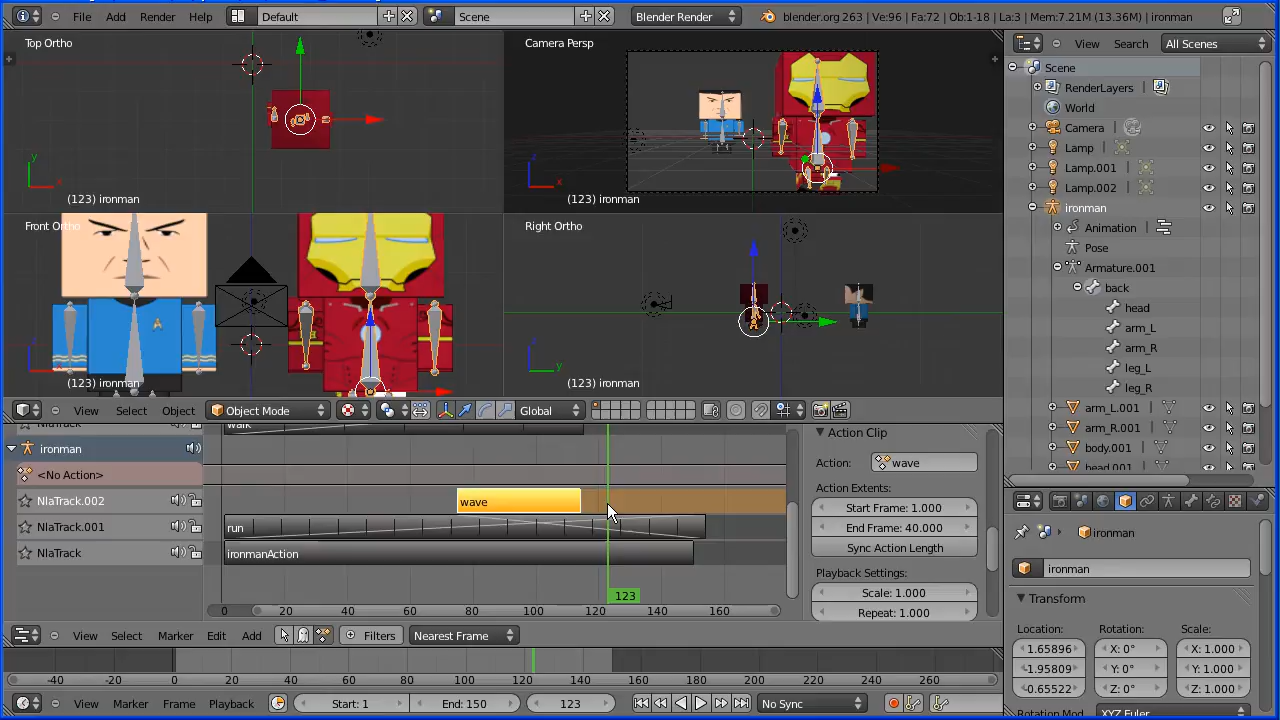 File Add Render Help Default Scene Blender Render blender.org 263 | Ve:96 | Fa:72 | Ob:1-18 | La:3 | Mem:7.21M (13.36M) | ironman
Top Ortho
(123) ironman
Camera Persp
(123) ironman
Front Ortho
(123) ironman
Right Ortho
(123) ironman
View Select Object Object Mode Global
View Search All Scenes
Scene
RenderLayers
World
Camera
Lamp
Lamp.001
Lamp.002
ironman
Animation
Pose
Armature.001
back
head
arm_L
arm_R
leg_L
leg_R
arm_L.001
arm_R.001
body.001
head.001
walk walk
ironman
<No Action>
NlaTrack.002 wave
NlaTrack.001 run
NlaTrack ironmanAction
123
0 20 40 60 80 100 120 140 160
Action Clip
Action: wave
Action Extents:
Start Frame: 1.000
End Frame: 40.000
Sync Action Length
Playback Settings:
Scale: 1.000
Repeat: 1.000
View Select Marker Edit Add Filters Nearest Frame
-40 -20 0 20 40 60 80 100 120 140 160 180 200 220 240 260
View Marker Frame Playback Start: 1 End: 150 123 No Sync
ironman
ironman
Transform
Location: Rotation: Scale:
1.65896 X: 0° X: 1.000
-1.95809 Y: 0° Y: 1.000
-0.65522 Z: 0° Z: 1.000
Rotation Mod XYZ Euler